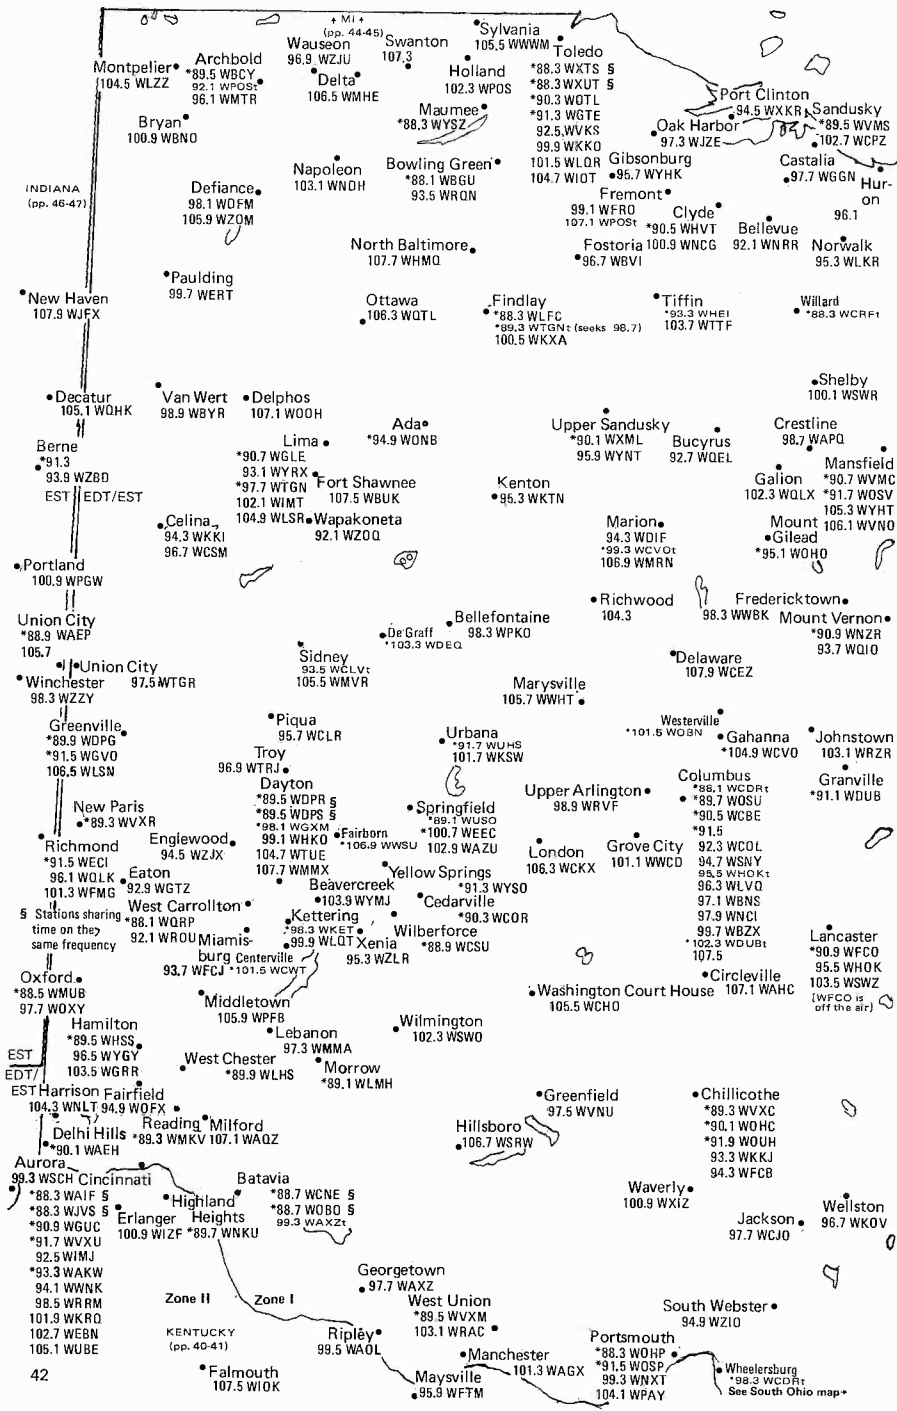 + MI +
(pp. 44-45)
Sylvania
105.5 WWWM
Wauseon
96.9 WZJU
Swanton
107.3
Archbold
*89.5 WBCY
92.1 WPOSt
96.1 WMTR
Montpelier
104.5 WLZZ
Delta
106.5 WMHE
Holland
102.3 WPOS
Toledo
*88.3 WXTS §
*88.3 WXUT §
*90.3 WOTL
*91.3 WGTE
92.5 WVKS
99.9 WKKO
101.5 WLQR
104.7 WIOT
Maumee
*88.3 WYSZ
Port Clinton
94.5 WXKR
Sandusky
*89.5 WVMS
102.7 WCPZ
Bryan
100.9 WBNO
Oak Harbor
97.3 WJZE
Napoleon
103.1 WNDH
Bowling Green
*88.1 WBGU
93.5 WRQN
Gibsonburg
95.7 WYHK
Castalia
97.7 WGGN
Hur-
on
96.1
INDIANA
(pp. 46-47)
Defiance
98.1 WDFM
105.9 WZOM
Fremont
99.1 WFRO
107.1 WPOSt
Clyde
*90.5 WHVT
100.9 WNCG
Bellevue
92.1 WNRR
Norwalk
95.3 WLKR
North Baltimore
107.7 WHMQ
Fostoria
96.7 WBVI
Paulding
99.7 WERT
New Haven
107.9 WJFX
Ottawa
106.3 WQTL
Findlay
*88.3 WLFC
*89.3 WTGNt (seeks 98.7)
100.5 WKXA
Tiffin
*93.3 WHEI
103.7 WTTF
Willard
*88.3 WCRFt
Shelby
100.1 WSWR
Decatur
105.1 WQHK
Van Wert
98.9 WBYR
Delphos
107.1 WDOH
Ada
*94.9 WONB
Upper Sandusky
*90.1 WXML
95.9 WYNT
Bucyrus
92.7 WQEL
Crestline
98.7 WAPQ
Berne
*91.3
93.9 WZBD
EST EDT/EST
Lima
*90.7 WGLE
93.1 WYRX
*97.7 WTGN
102.1 WIMT
104.9 WLSR
Fort Shawnee
107.5 WBUK
Kenton
95.3 WKTN
Galion
102.3 WQLX
Mansfield
*90.7 WVMC
*91.7 WOSV
105.3 WYHT
106.1 WVNO
Celina
94.3 WKKI
96.7 WCSM
Wapakoneta
92.1 WZOQ
Marion
94.3 WDIF
*99.3 WCVOt
106.9 WMRN
Mount
Gilead
*95.1 WOHO
Portland
100.9 WPGW
Richwood
104.3
Fredericktown
98.3 WWBK
Mount Vernon
*90.9 WNZR
93.7 WQIO
Union City
*88.9 WAEP
105.7
Bellefontaine
98.3 WPKO
De Graff
*103.3 WDEQ
Union City
97.5 WTGR
Sidney
93.5 WCLVt
105.5 WMVR
Delaware
107.9 WCEZ
Winchester
98.3 WZZY
Marysville
105.7 WWHT
Greenville
*89.9 WDPG
*91.5 WGVO
106.5 WLSN
Piqua
95.7 WCLR
Urbana
*91.7 WUHS
101.7 WKSW
Westerville
*101.5 WOBN
Gahanna
*104.9 WCVO
Johnstown
103.1 WRZR
Troy
96.9 WTRJ
Dayton
*89.5 WDPR §
*89.5 WDPS §
*98.1 WGXM
99.1 WHKO
104.7 WTUE
107.7 WMMX
Columbus
*88.1 WCDRt
*89.7 WOSU
*90.5 WCBE
*91.5
92.3 WCOL
94.7 WSNY
95.5 WHOKt
96.3 WLVQ
97.1 WBNS
97.9 WNCI
99.7 WBZX
*102.3 WDUBt
107.5
Granville
*91.1 WDUB
New Paris
*89.3 WVXR
Upper Arlington
98.9 WRVF
Springfield
*89.1 WUSO
*100.7 WEEC
102.9 WAZU
Fairborn
*106.9 WWSU
Richmond
*91.5 WECI
96.1 WQLK
101.3 WFMG
Englewood
94.5 WZJX
London
106.3 WCKX
Grove City
101.1 WWCD
Eaton
92.9 WGTZ
Yellow Springs
*91.3 WYSO
Beavercreek
103.9 WYMJ
Cedarville
*90.3 WCDR
§ Stations sharing
time on the
same frequency
West Carrollton
*88.1 WQRP
92.1 WROU
Kettering
*98.3 WKET
99.9 WLQT
Wilberforce
*88.9 WCSU
Xenia
95.3 WZLR
Miamis-
burg
93.7 WFCJ
Centerville
*101.5 WCWT
Lancaster
*90.9 WFCO
95.5 WHOK
103.5 WSWZ
(WFCO is
off the air)
Oxford
*88.5 WMUB
97.7 WOXY
Middletown
105.9 WPFB
Washington Court House
105.5 WCHO
Circleville
107.1 WAHC
Hamilton
*89.5 WHSS
96.5 WYGY
103.5 WGRR
Lebanon
97.3 WMMA
Wilmington
102.3 WSWO
EST
EDT/
EST
West Chester
*89.9 WLHS
Morrow
*89.1 WLMH
Harrison
104.3 WNLT
Fairfield
94.9 WOFX
Greenfield
97.5 WVNU
Chillicothe
*89.3 WVXC
*90.1 WOHC
*91.9 WOUH
93.3 WKKJ
94.3 WFCB
Delhi Hills
*90.1 WAEH
Reading
*89.3 WMKV
Milford
107.1 WAQZ
Hillsboro
106.7 WSRW
Aurora
99.3 WSCH
Cincinnati
*88.3 WAIF §
*88.3 WJVS §
*90.9 WGUC
*91.7 WVXU
92.5 WIMJ
*93.3 WAKW
94.1 WWNK
98.5 WRRM
101.9 WKRQ
102.7 WEBN
105.1 WUBE
Batavia
*88.7 WCNE §
*88.7 WOBO §
99.3 WAXZt
Erlanger
100.9 WIZF
Highland
Heights
*89.7 WNKU
Waverly
100.9 WXIZ
Wellston
96.7 WKOV
Jackson
97.7 WCJO
Georgetown
97.7 WAXZ
Zone II
Zone I
West Union
*89.5 WVXM
103.1 WRAC
South Webster
94.9 WZIO
KENTUCKY
(pp. 40-41)
Ripley
99.5 WAOL
Portsmouth
*88.3 WOHP
*91.5 WOSP
99.3 WNXT
104.1 WPAY
Manchester
101.3 WAGX
Falmouth
107.5 WIOK
Maysville
95.9 WFTM
Wheelersburg
*98.3 WCDRt
See South Ohio map→
42